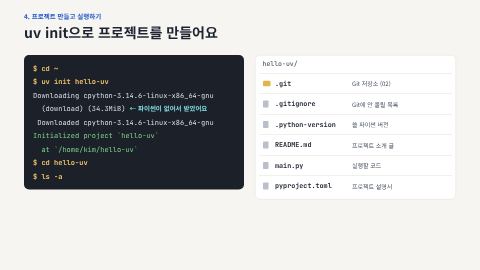 4. 프로젝트 만들고 실행하기
uv init으로 프로젝트를 만들어요
$ cd ~
$ uv init hello-uv
Downloading cpython-3.14.6-linux-x86_64-gnu
(download) (34.3MiB) ← 파이썬이 없어서 받았어요
Downloaded cpython-3.14.6-linux-x86_64-gnu
Initialized project `hello-uv`
at `/home/kim/hello-uv`
$ cd hello-uv
$ ls -a
hello-uv/
.git Git 저장소 (02)
.gitignore Git에 안 올릴 목록
.python-version 쓸 파이썬 버전
README.md 프로젝트 소개 글
main.py 실행할 코드
pyproject.toml 프로젝트 설명서